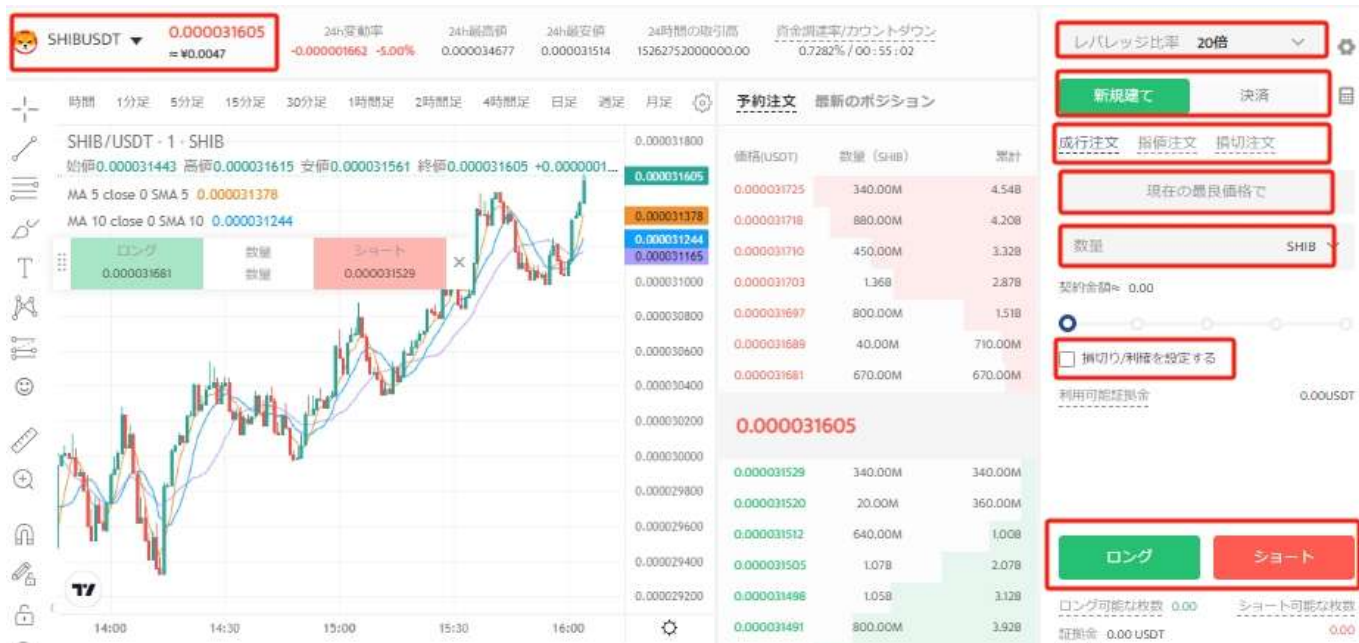 SHIBUSDT
0.000031605
≈ ¥0.0047
24h変動率
-0.000001662 -5.00%
24h最高値
0.000034677
24h最安値
0.000031514
24時間の取引高
15262752000000.00
資金調達率/カウントダウン
0.7282% / 00 : 55 : 02
時間 1分足 5分足 15分足 30分足 1時間足 2時間足 4時間足 日足 週足 月足
SHIB/USDT · 1 · SHIB
始値0.000031443 高値0.000031615 安値0.000031561 終値0.000031605 +0.0000001...
MA 5 close 0 SMA 5 0.000031378
MA 10 close 0 SMA 10 0.000031244
ロング
0.000031681
数量
数量
ショート
0.000031529
0.000031800
0.000031605
0.000031378
0.000031244
0.000031165
0.000031000
0.000030800
0.000030600
0.000030400
0.000030200
0.000030000
0.000029800
0.000029600
0.000029400
0.000029200
14:00 14:30 15:00 15:30 16:00
予約注文 最新のポジション
価格(USDT) 数量 (SHIB) 累計
0.000031725 340.00M 4.54B
0.000031718 880.00M 4.20B
0.000031710 450.00M 3.32B
0.000031703 1.36B 2.87B
0.000031697 800.00M 1.51B
0.000031689 40.00M 710.00M
0.000031681 670.00M 670.00M
0.000031605
0.000031529 340.00M 340.00M
0.000031520 20.00M 360.00M
0.000031512 640.00M 1.00B
0.000031505 1.07B 2.07B
0.000031498 1.05B 3.12B
0.000031491 800.00M 3.92B
レバレッジ比率 20倍
新規建て 決済
成行注文 指値注文 損切注文
現在の最良価格で
数量 SHIB
契約金額≈ 0.00
損切り/利確を設定する
利用可能証拠金 0.00USDT
ロング ショート
ロング可能な枚数 0.00 ショート可能な枚数
証拠金 0.00 USDT 0.00